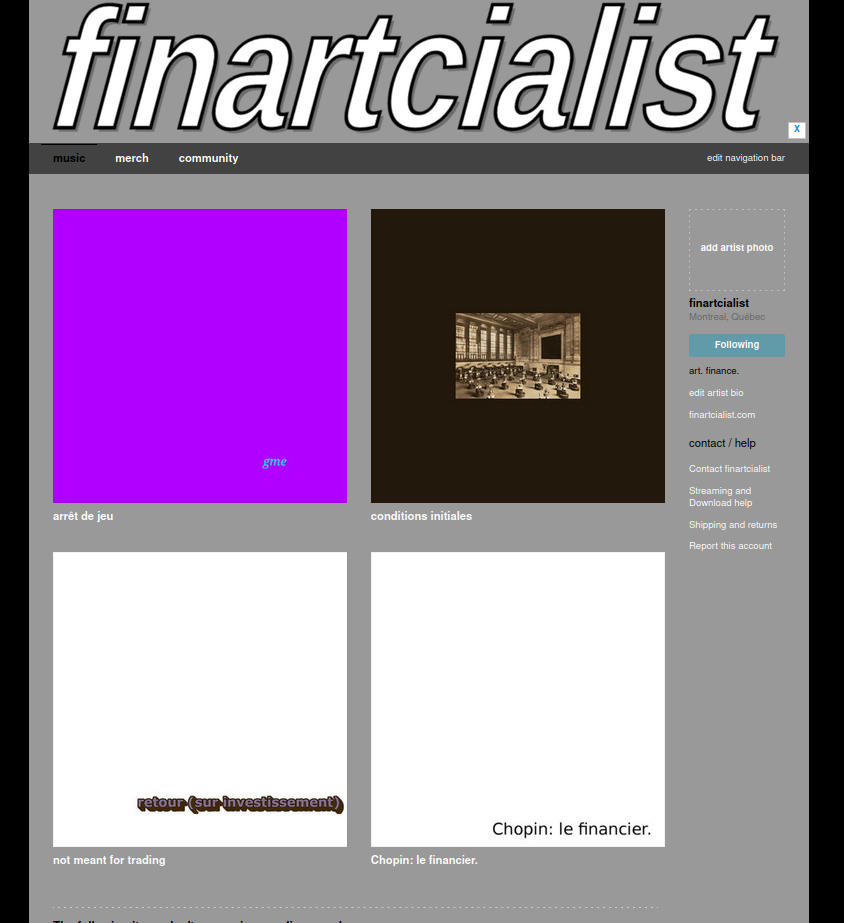 finartcialist
X
music
merch
community
edit navigation bar
gme
arrêt de jeu
conditions initiales
retour (sur investissement)
not meant for trading
Chopin: le financier.
Chopin: le financier.
add artist photo
finartcialist
Montreal, Québec
Following
art. finance.
edit artist bio
finartcialist.com
contact / help
Contact finartcialist
Streaming and
Download help
Shipping and returns
Report this account